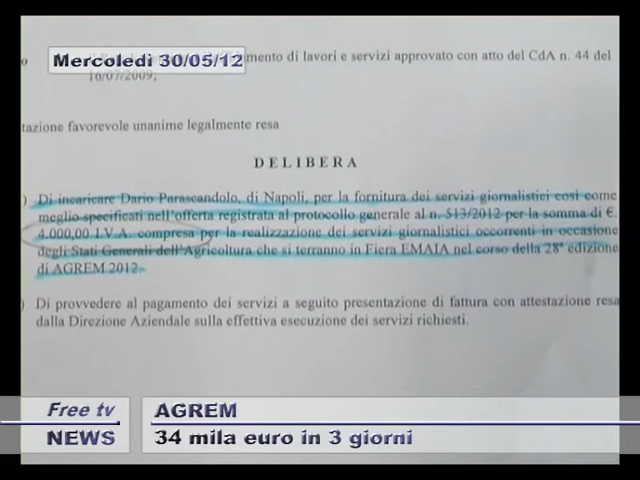 Mercoledì 30/05/12
mento di lavori e servizi approvato con atto del CdA n. 44 del
16/07/2009;
tazione favorevole unanime legalmente resa
DELIBERA
) Di incaricare Dario Parascandolo, di Napoli, per la fornitura dei servizi giornalistici così come
meglio specificati nell'offerta registrata al protocollo generale al n. 513/2012 per la somma di €.
4.000,00 I.V.A. compresa per la realizzazione dei servizi giornalistici occorrenti in occasione
degli Stati Generali dell'Agricoltura che si terranno in Fiera EMAIA nel corso della 28ª edizione
di AGREM 2012.
) Di provvedere al pagamento dei servizi a seguito presentazione di fattura con attestazione resa
dalla Direzione Aziendale sulla effettiva esecuzione dei servizi richiesti.
Free tv
NEWS
AGREM
34 mila euro in 3 giorni